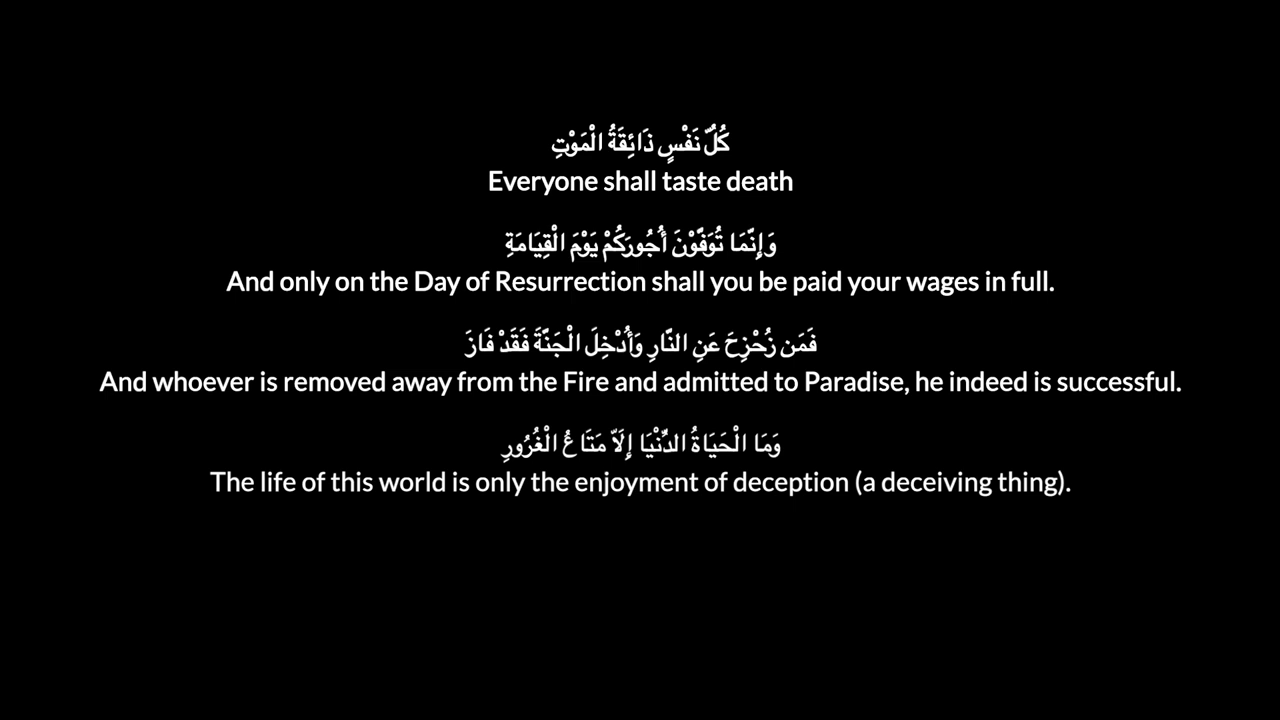 كُلُّ نَفْسٍ ذَائِقَةُ الْمَوْتِ
Everyone shall taste death
وَإِنَّمَا تُوَفَّوْنَ أُجُورَكُمْ يَوْمَ الْقِيَامَةِ
And only on the Day of Resurrection shall you be paid your wages in full.
فَمَن زُحْزِحَ عَنِ النَّارِ وَأُدْخِلَ الْجَنَّةَ فَقَدْ فَازَ
And whoever is removed away from the Fire and admitted to Paradise, he indeed is successful.
وَمَا الْحَيَاةُ الدُّنْيَا إِلَّا مَتَاعُ الْغُرُورِ
The life of this world is only the enjoyment of deception (a deceiving thing).